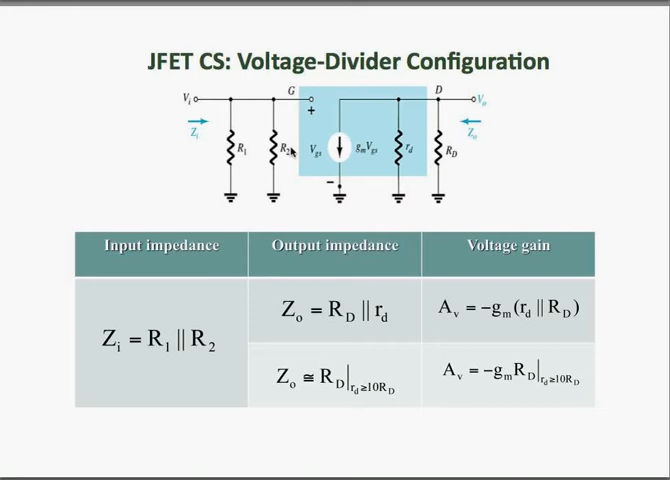 JFET CS: Voltage-Divider Configuration
Vi G D Vo
+
Zi R1 R2 Vgs gmVgs rd RD Zo
−
Input impedance Output impedance Voltage gain
Zi = R1 || R2
Zo = RD || rd
Av = −gm(rd || RD)
Zo ≅ RD|rd≥10RD
Av = −gmRD|rd≥10RD